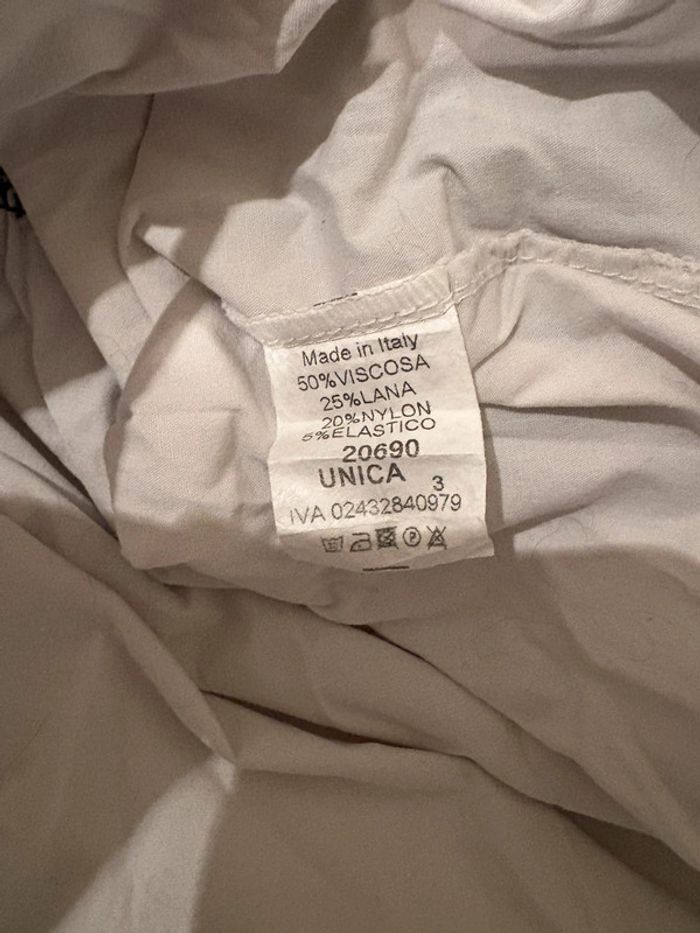 Made in Italy
50%VISCOSA
25%LANA
20%NYLON
5%ELASTICO
20690
UNICA
3
IVA 02432840979
P